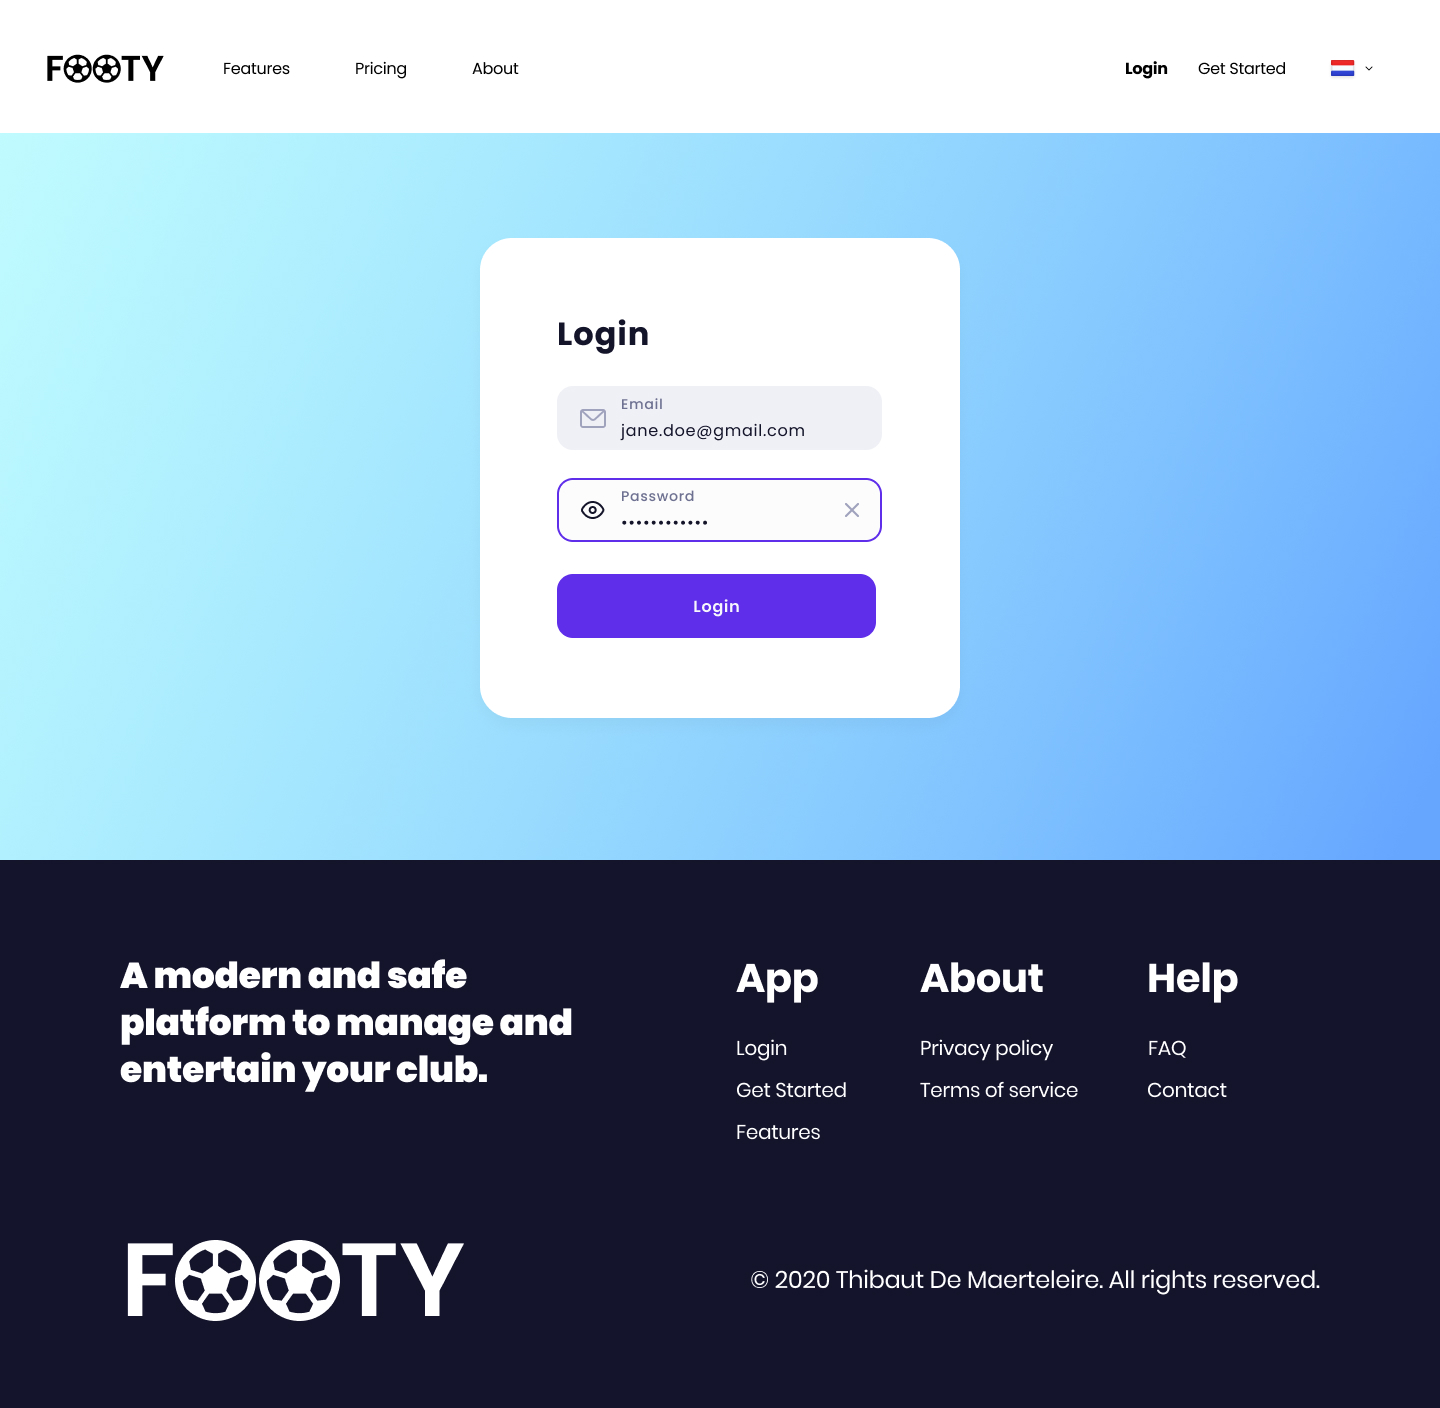 FOOTY
Features
Pricing
About
Login
Get Started
Login
Email
jane.doe@gmail.com
Password
••••••••••••
Login
A modern and safe
platform to manage and
entertain your club.
App
Login
Get Started
Features
About
Privacy policy
Terms of service
Help
FAQ
Contact
FOOTY
© 2020 Thibaut De Maerteleire. All rights reserved.